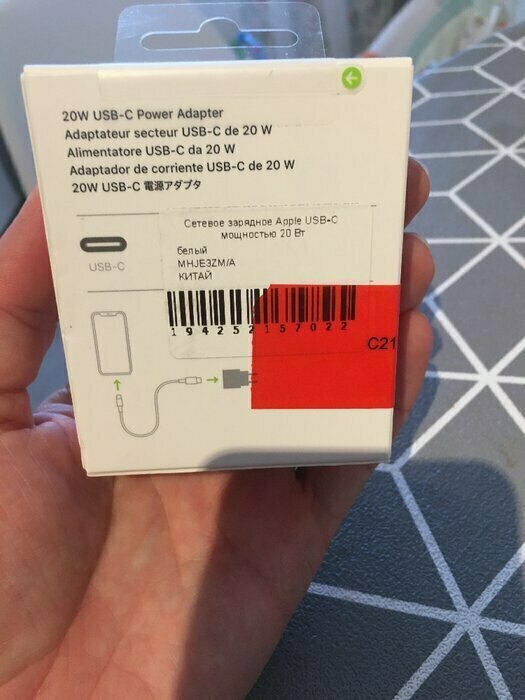 20W USB-C Power Adapter
Adaptateur secteur USB-C de 20 W
Alimentatore USB-C da 20 W
Adaptador de corriente USB-C de 20 W
20W USB-C 電源アダプタ
USB-C
Сетевое зарядное Apple USB-C
мощностью 20 Вт
белый
MHJE3ZM/A
КИТАЙ
194252157022
C21